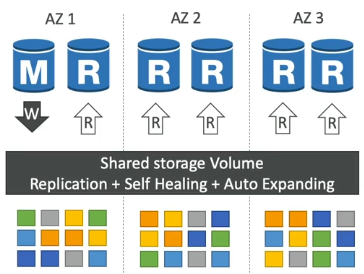 AZ 1
AZ 2
AZ 3
M
R
R
R
R
R
W
R
R
R
R
R
Shared storage Volume
Replication + Self Healing + Auto Expanding